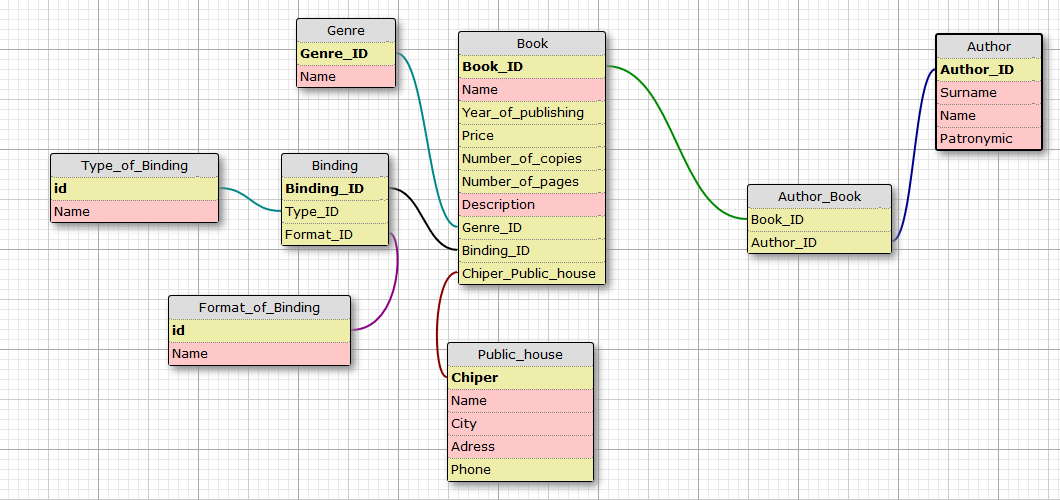 Genre
Genre_ID
Name
Book
Book_ID
Name
Year_of_publishing
Price
Number_of_copies
Number_of_pages
Description
Genre_ID
Binding_ID
Chiper_Public_house
Author
Author_ID
Surname
Name
Patronymic
Type_of_Binding
id
Name
Binding
Binding_ID
Type_ID
Format_ID
Author_Book
Book_ID
Author_ID
Format_of_Binding
id
Name
Public_house
Chiper
Name
City
Adress
Phone